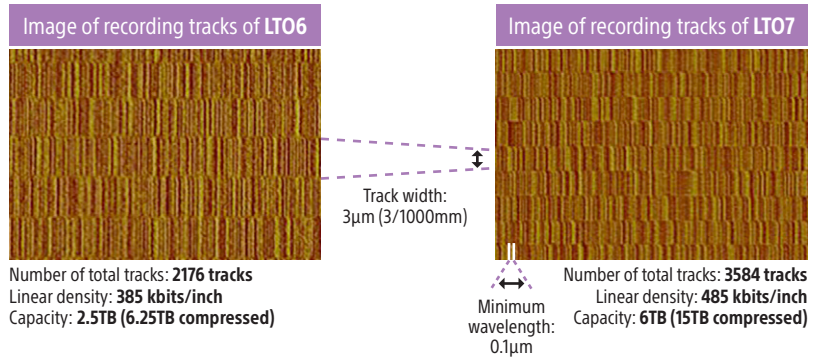 Image of recording tracks of LTO6
Image of recording tracks of LTO7
Track width:
3μm (3/1000mm)
Number of total tracks: 2176 tracks
Linear density: 385 kbits/inch
Capacity: 2.5TB (6.25TB compressed)
Minimum
wavelength:
0.1μm
Number of total tracks: 3584 tracks
Linear density: 485 kbits/inch
Capacity: 6TB (15TB compressed)